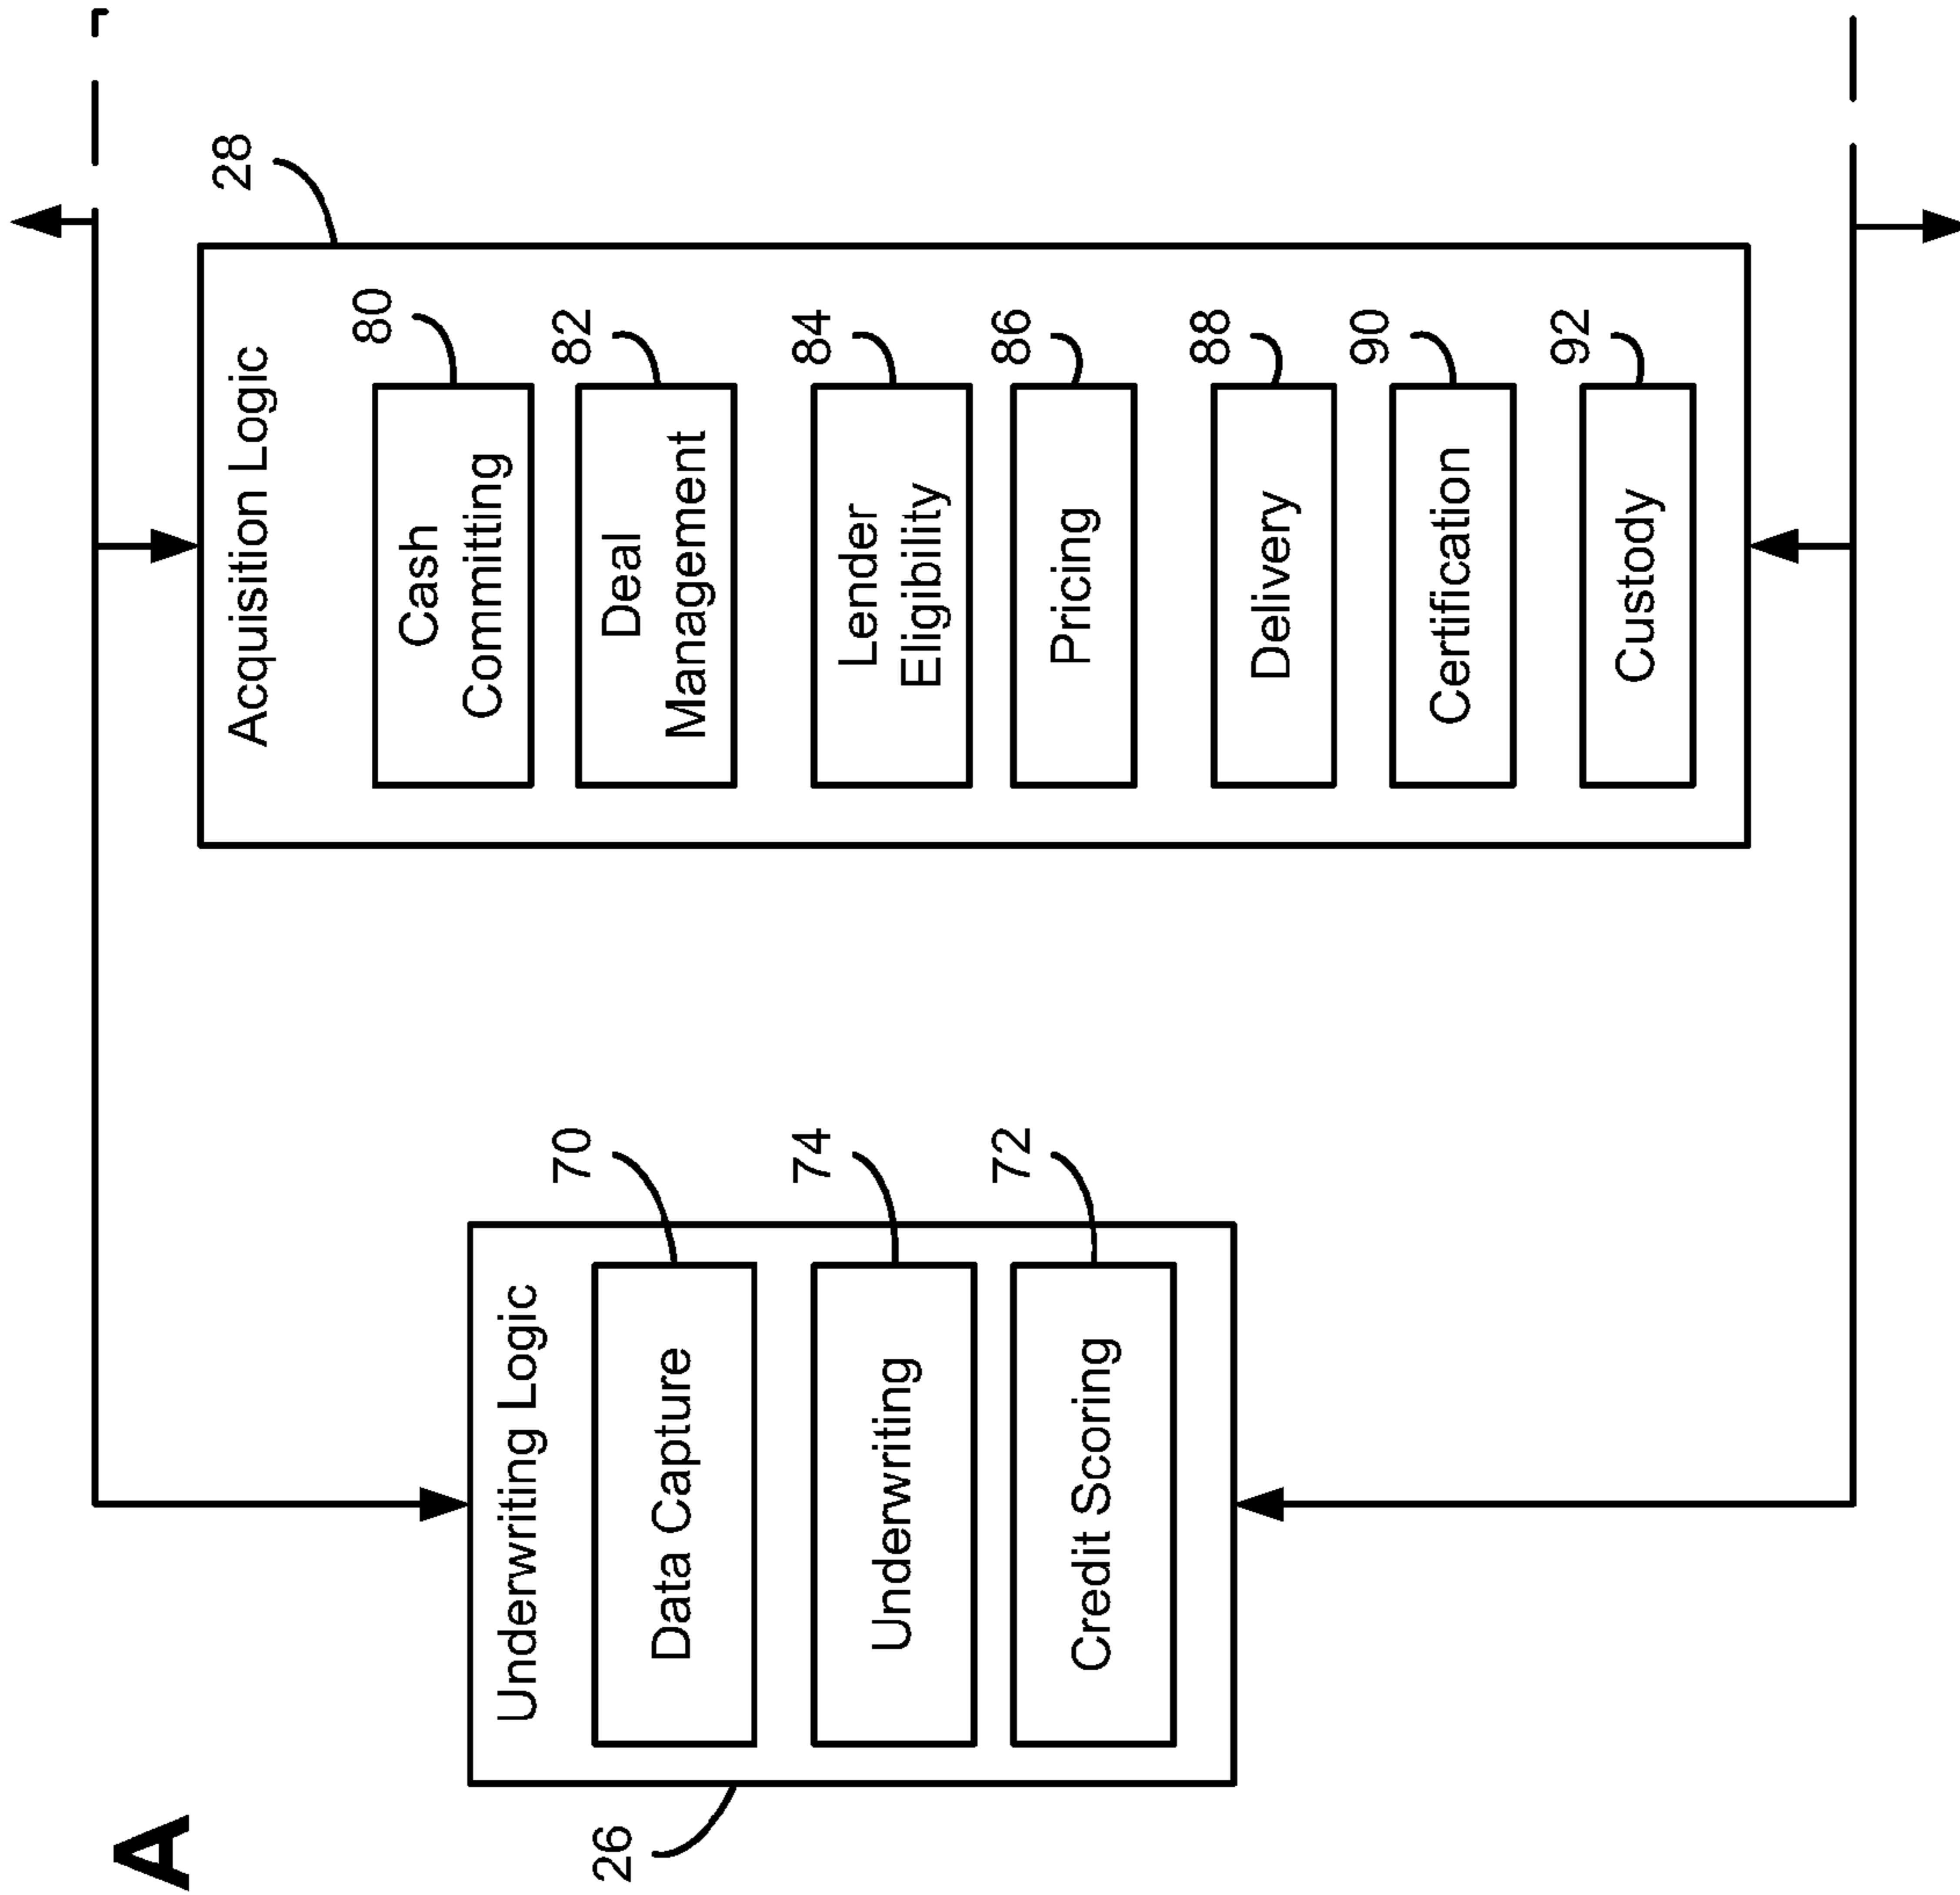 A
26
Underwriting Logic
Data Capture
70
Underwriting
74
Credit Scoring
72
28
Acquisition Logic
Cash
Committing
80
Deal
Management
82
Lender
Eligibility
84
Pricing
86
Delivery
88
Certification
90
Custody
92